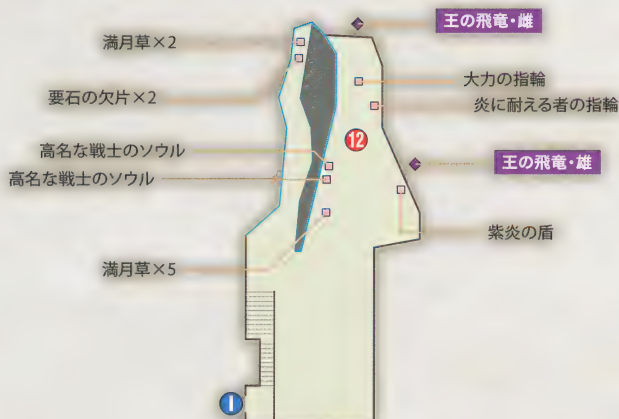 王の飛竜・雌
満月草×2
大力の指輪
要石の欠片×2
炎に耐える者の指輪
12
高名な戦士のソウル
王の飛竜・雄
高名な戦士のソウル
紫炎の盾
満月草×5
1